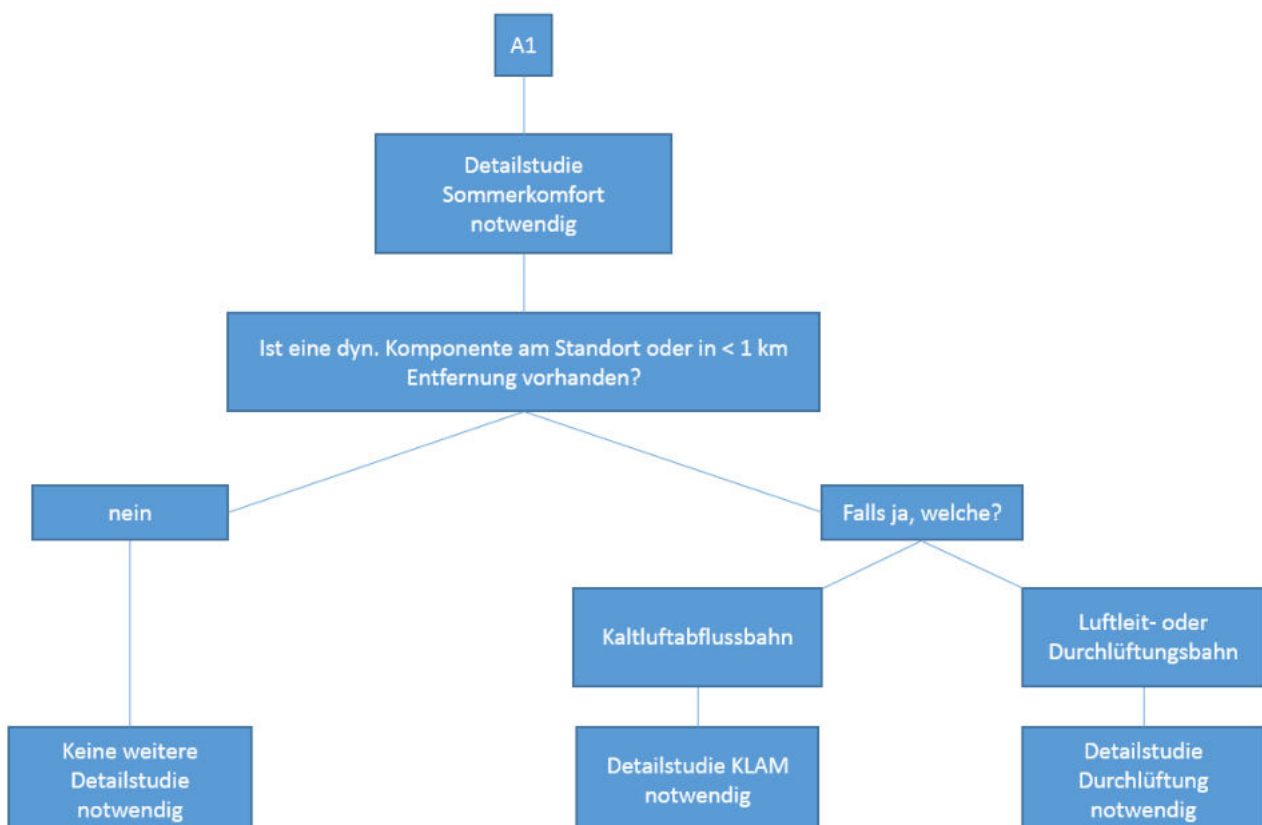 A1
Detailstudie
Sommerkomfort
notwendig
Ist eine dyn. Komponente am Standort oder in < 1 km
Entfernung vorhanden?
nein
Falls ja, welche?
Kaltluftabflussbahn
Luftleit- oder
Durchlüftungsbahn
Keine weitere
Detailstudie
notwendig
Detailstudie KLAM
notwendig
Detailstudie
Durchlüftung
notwendig